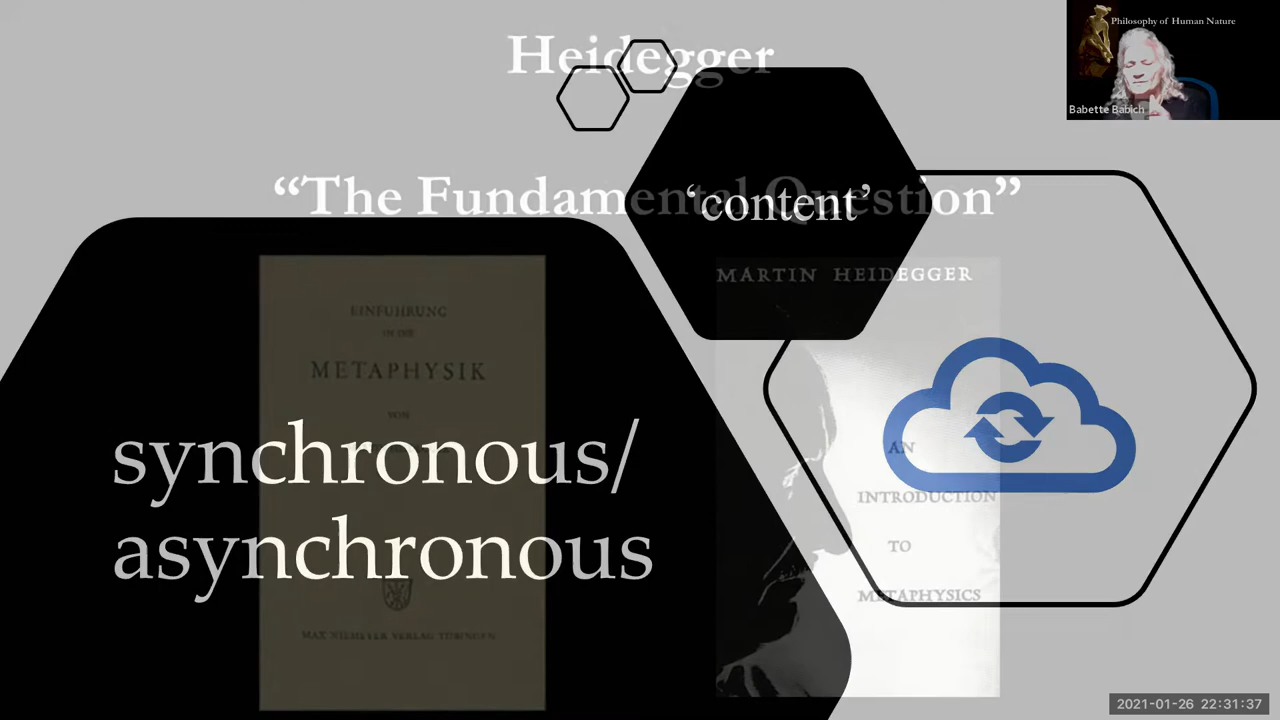 Heidegger
Philosophy of Human Nature
Babette Babich
“The Fundamental Question”
‘content’
MARTIN HEIDEGGER
EINFÜHRUNG
IN DIE
METAPHYSIK
VON
synchronous/
asynchronous
AN
INTRODUCTION
TO
METAPHYSICS
MAX NIEMEYER VERLAG TÜBINGEN
2021-01-26 22:31:37